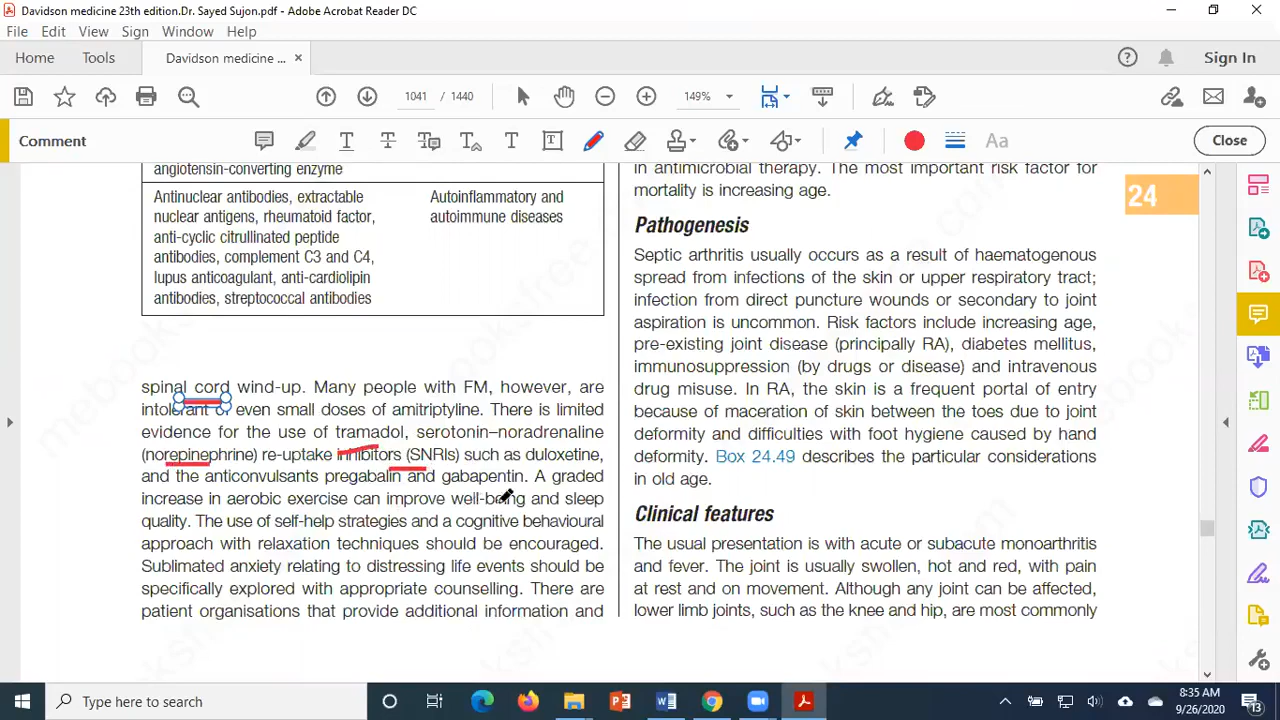 Davidson medicine 23th edition.Dr. Sayed Sujon.pdf - Adobe Acrobat Reader DC
File Edit View Sign Window Help
Home Tools Davidson medicine ... × Sign In
1041 / 1440 149%
Comment Aa Close
angiotensin-converting enzyme
Antinuclear antibodies, extractable
nuclear antigens, rheumatoid factor,
anti-cyclic citrullinated peptide
antibodies, complement C3 and C4,
lupus anticoagulant, anti-cardiolipin
antibodies, streptococcal antibodies
Autoinflammatory and
autoimmune diseases
spinal cord wind-up. Many people with FM, however, are
intolerant of even small doses of amitriptyline. There is limited
evidence for the use of tramadol, serotonin–noradrenaline
(norepinephrine) re-uptake inhibitors (SNRIs) such as duloxetine,
and the anticonvulsants pregabalin and gabapentin. A graded
increase in aerobic exercise can improve well-being and sleep
quality. The use of self-help strategies and a cognitive behavioural
approach with relaxation techniques should be encouraged.
Sublimated anxiety relating to distressing life events should be
specifically explored with appropriate counselling. There are
patient organisations that provide additional information and
in antimicrobial therapy. The most important risk factor for
mortality is increasing age.
24
Pathogenesis
Septic arthritis usually occurs as a result of haematogenous
spread from infections of the skin or upper respiratory tract;
infection from direct puncture wounds or secondary to joint
aspiration is uncommon. Risk factors include increasing age,
pre-existing joint disease (principally RA), diabetes mellitus,
immunosuppression (by drugs or disease) and intravenous
drug misuse. In RA, the skin is a frequent portal of entry
because of maceration of skin between the toes due to joint
deformity and difficulties with foot hygiene caused by hand
deformity. Box 24.49 describes the particular considerations
in old age.
Clinical features
The usual presentation is with acute or subacute monoarthritis
and fever. The joint is usually swollen, hot and red, with pain
at rest and on movement. Although any joint can be affected,
lower limb joints, such as the knee and hip, are most commonly
Type here to search
8:35 AM
9/26/2020
13